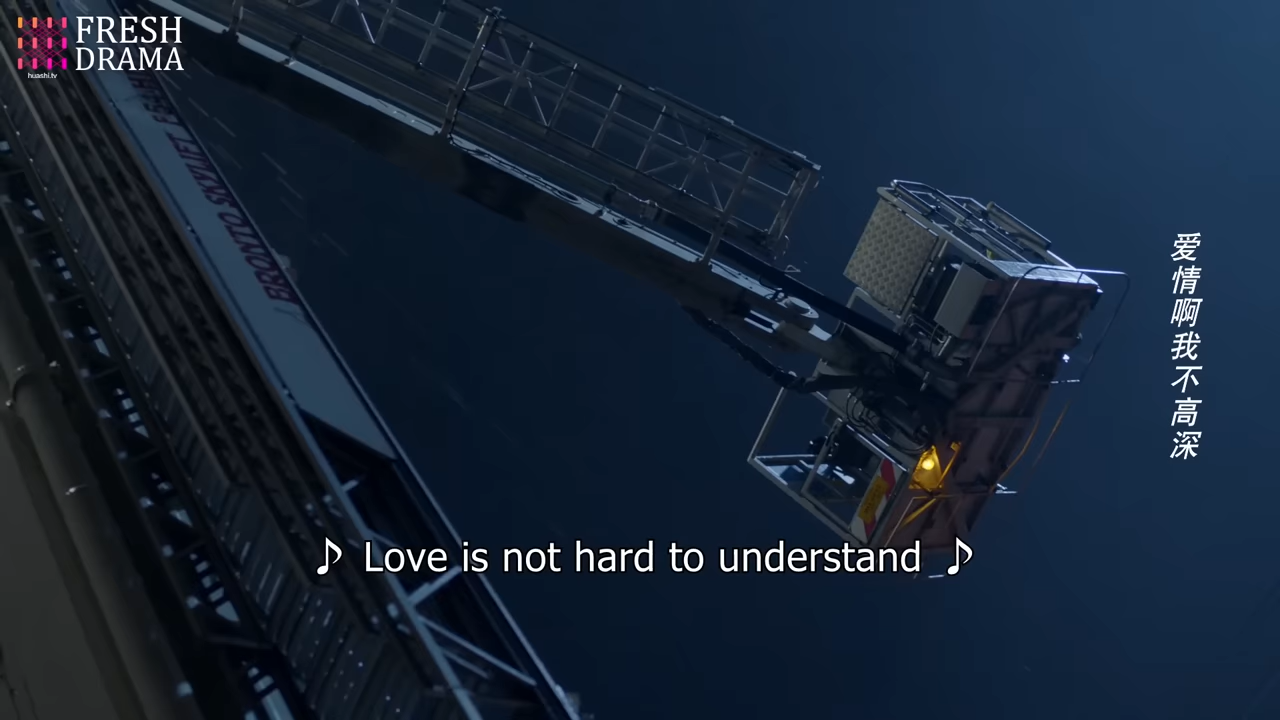 FRESH
DRAMA
huashi.tv
BRONTO SKYLIFT
爱情啊我不高深
♪ Love is not hard to understand ♪